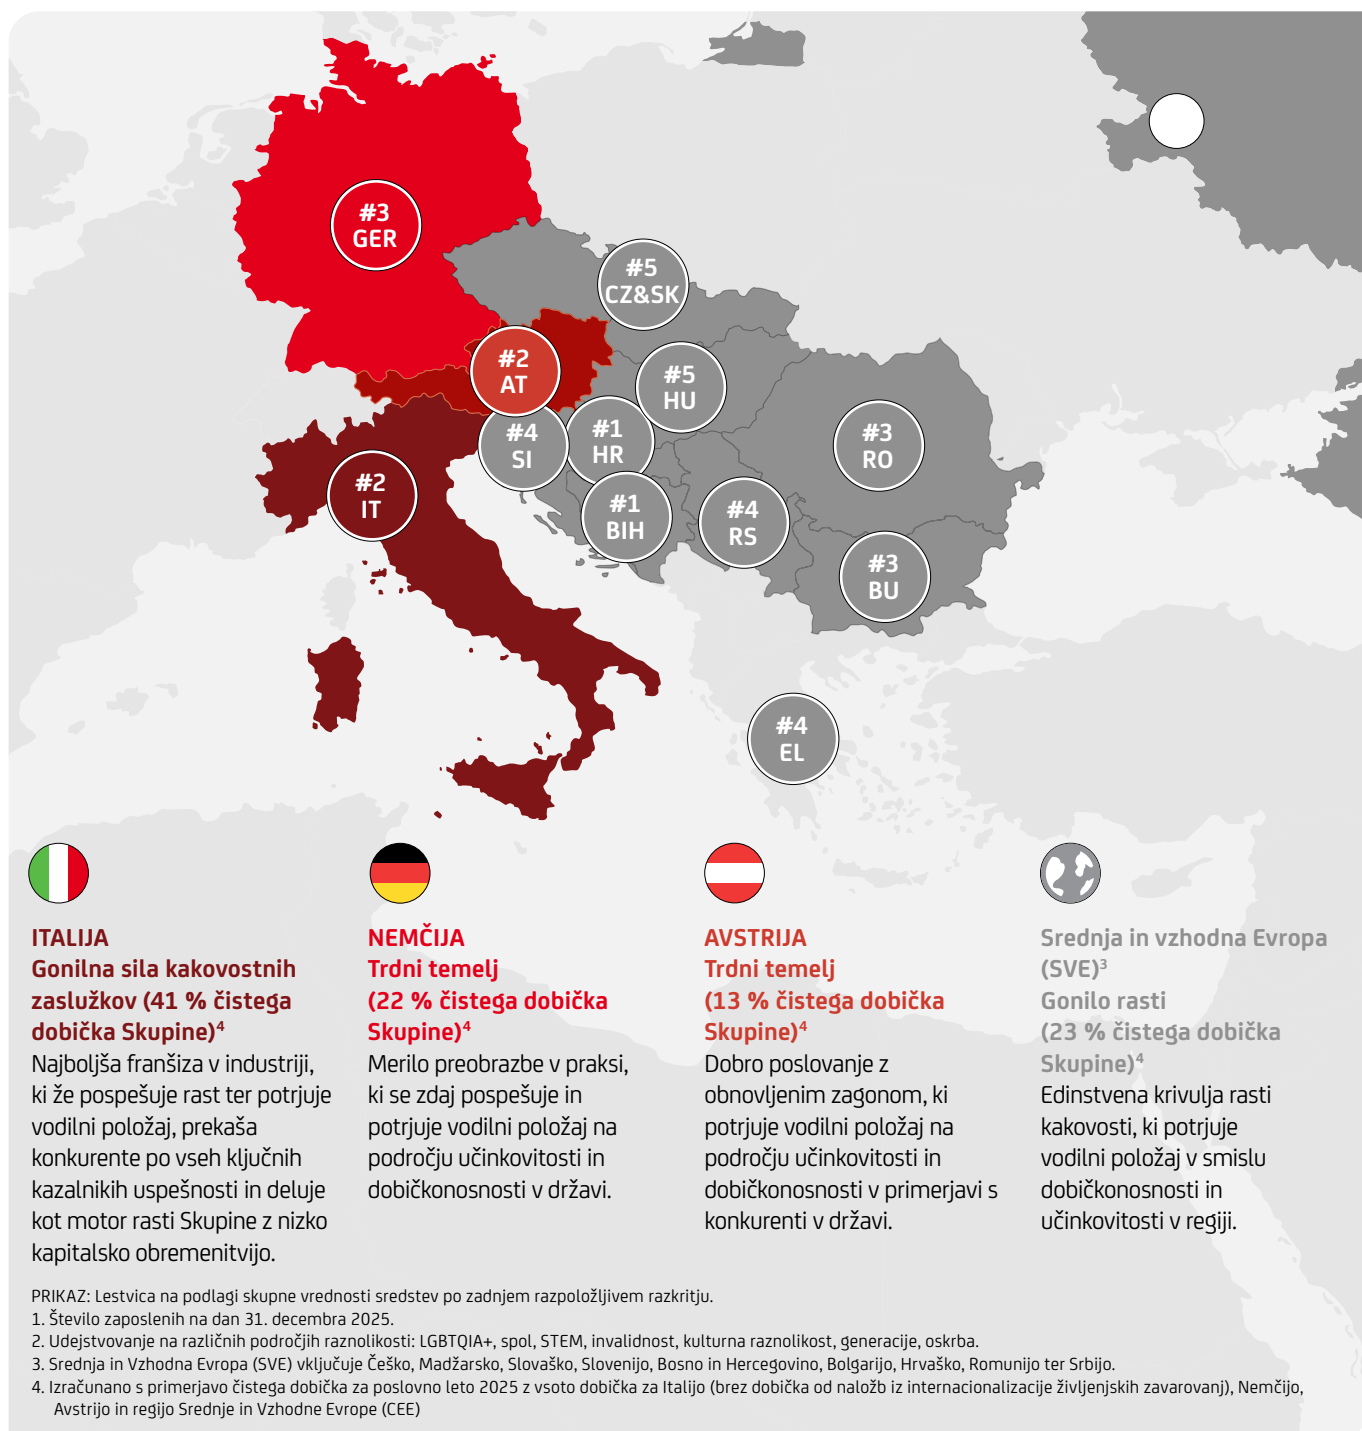 #3
GER
#5
CZ&SK
#2
AT
#5
HU
#4
SI
#1
HR
#3
RO
#2
IT
#1
BIH
#4
RS
#3
BU
#4
EL
ITALIJA
Gonilna sila kakovostnih
zaslužkov (41 % čistega
dobička Skupine)⁴
Najboljša franšiza v industriji,
ki že pospešuje rast ter potrjuje
vodilni položaj, prekaša
konkurente po vseh ključnih
kazalnikih uspešnosti in deluje
kot motor rasti Skupine z nizko
kapitalsko obremenitvijo.
NEMČIJA
Trdni temelj
(22 % čistega dobička
Skupine)⁴
Merilo preobrazbe v praksi,
ki se zdaj pospešuje in
potrjuje vodilni položaj na
področju učinkovitosti in
dobičkonosnosti v državi.
AVSTRIJA
Trdni temelj
(13 % čistega dobička
Skupine)⁴
Dobro poslovanje z
obnovljenim zagonom, ki
potrjuje vodilni položaj na
področju učinkovitosti in
dobičkonosnosti v primerjavi s
konkurenti v državi.
Srednja in vzhodna Evropa
(SVE)³
Gonilo rasti
(23 % čistega dobička
Skupine)⁴
Edinstvena krivulja rasti
kakovosti, ki potrjuje
vodilni položaj v smislu
dobičkonosnosti in
učinkovitosti v regiji.
PRIKAZ: Lestvica na podlagi skupne vrednosti sredstev po zadnjem razpoložljivem razkritju.
1. Število zaposlenih na dan 31. decembra 2025.
2. Udejstvovanje na različnih področjih raznolikosti: LGBTQIA+, spol, STEM, invalidnost, kulturna raznolikost, generacije, oskrba.
3. Srednja in Vzhodna Evropa (SVE) vključuje Češko, Madžarsko, Slovaško, Slovenijo, Bosno in Hercegovino, Bolgarijo, Hrvaško, Romunijo ter Srbijo.
4. Izračunano s primerjavo čistega dobička za poslovno leto 2025 z vsoto dobička za Italijo (brez dobička od naložb iz internacionalizacije življenjskih zavarovanj), Nemčijo,
Avstrijo in regijo Srednje in Vzhodne Evrope (CEE)